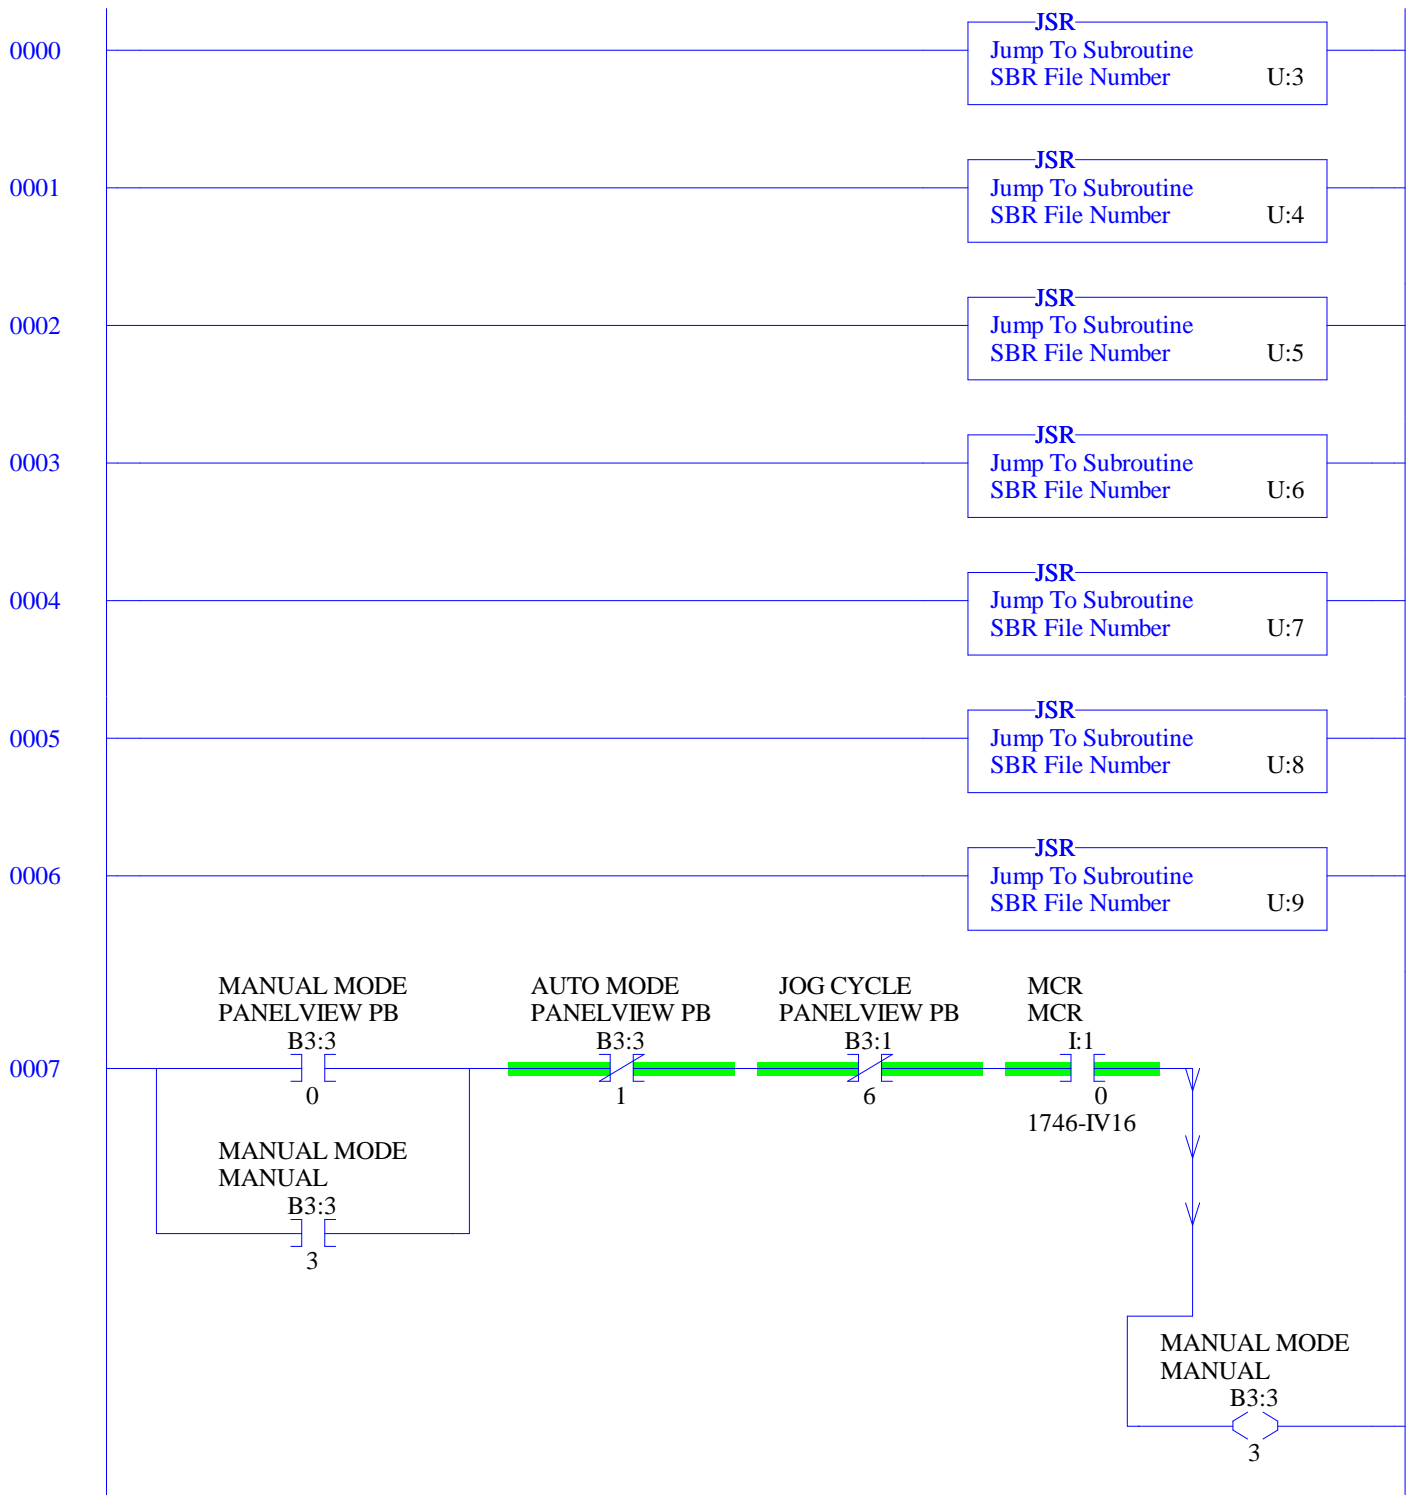 JSR
0000
Jump To Subroutine
SBR File Number U:3
JSR
0001
Jump To Subroutine
SBR File Number U:4
JSR
0002
Jump To Subroutine
SBR File Number U:5
JSR
0003
Jump To Subroutine
SBR File Number U:6
JSR
0004
Jump To Subroutine
SBR File Number U:7
JSR
0005
Jump To Subroutine
SBR File Number U:8
JSR
0006
Jump To Subroutine
SBR File Number U:9
0007
MANUAL MODE
PANELVIEW PB
B3:3
0
AUTO MODE
PANELVIEW PB
B3:3
1
JOG CYCLE
PANELVIEW PB
B3:1
6
MCR
MCR
I:1
0
1746-IV16
MANUAL MODE
MANUAL
B3:3
3
MANUAL MODE
MANUAL
B3:3
3